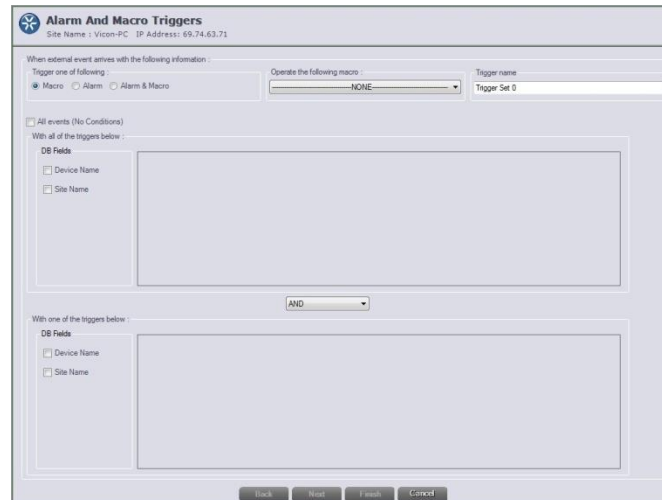 Alarm And Macro Triggers
Site Name : Vicon-PC IP Address: 69.74.63.71
When external event arrives with the following information :
Trigger one of following :
Macro Alarm Alarm & Macro
Operate the following macro :
NONE
Trigger name
Trigger Set 0
All events (No Conditions)
With all of the triggers below :
DB Fields
Device Name
Site Name
AND
With one of the triggers below :
DB Fields
Device Name
Site Name
Back Next Finish Cancel